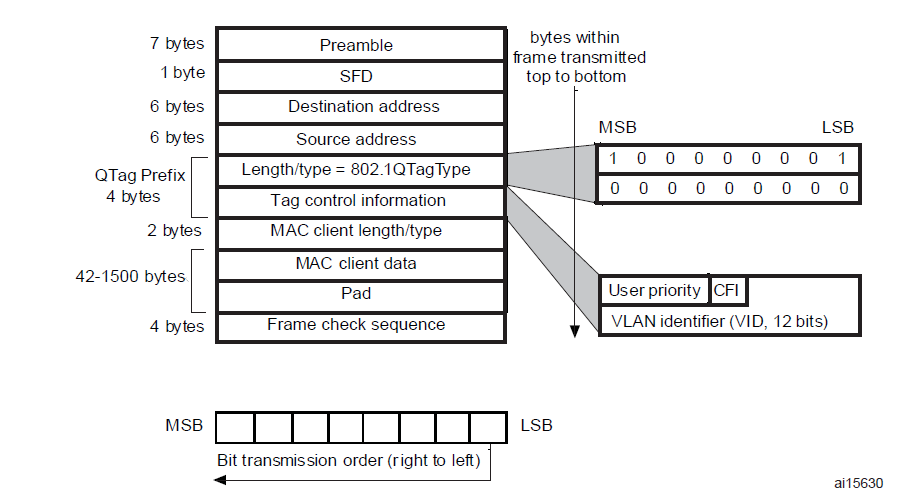 7 bytes
Preamble
1 byte
SFD
6 bytes
Destination address
6 bytes
Source address
QTag Prefix
4 bytes
Length/type = 802.1QTagType
Tag control information
2 bytes
MAC client length/type
42-1500 bytes
MAC client data
Pad
4 bytes
Frame check sequence
bytes within
frame transmitted
top to bottom
MSB LSB
1 0 0 0 0 0 0 0 1
0 0 0 0 0 0 0 0 0
User priority CFI
VLAN identifier (VID, 12 bits)
MSB LSB
Bit transmission order (right to left)
ai15630